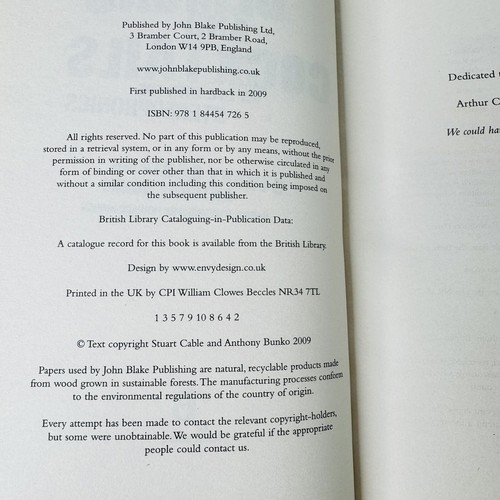 Published by John Blake Publishing Ltd,
3 Bramber Court, 2 Bramber Road,
London W14 9PB, England
www.johnblakepublishing.co.uk
First published in hardback in 2009
ISBN: 978 1 84454 726 5
All rights reserved. No part of this publication may be reproduced,
stored in a retrieval system, or in any form or by any means, without the prior
permission in writing of the publisher, nor be otherwise circulated in any
form of binding or cover other than that in which it is published and
without a similar condition including this condition being imposed on
the subsequent publisher.
British Library Cataloguing-in-Publication Data:
A catalogue record for this book is available from the British Library.
Design by www.envydesign.co.uk
Printed in the UK by CPI William Clowes Beccles NR34 7TL
1 3 5 7 9 10 8 6 4 2
© Text copyright Stuart Cable and Anthony Bunko 2009
Papers used by John Blake Publishing are natural, recyclable products made
from wood grown in sustainable forests. The manufacturing processes conform
to the environmental regulations of the country of origin.
Every attempt has been made to contact the relevant copyright-holders,
but some were unobtainable. We would be grateful if the appropriate
people could contact us.
Dedicated
Arthur C
We could